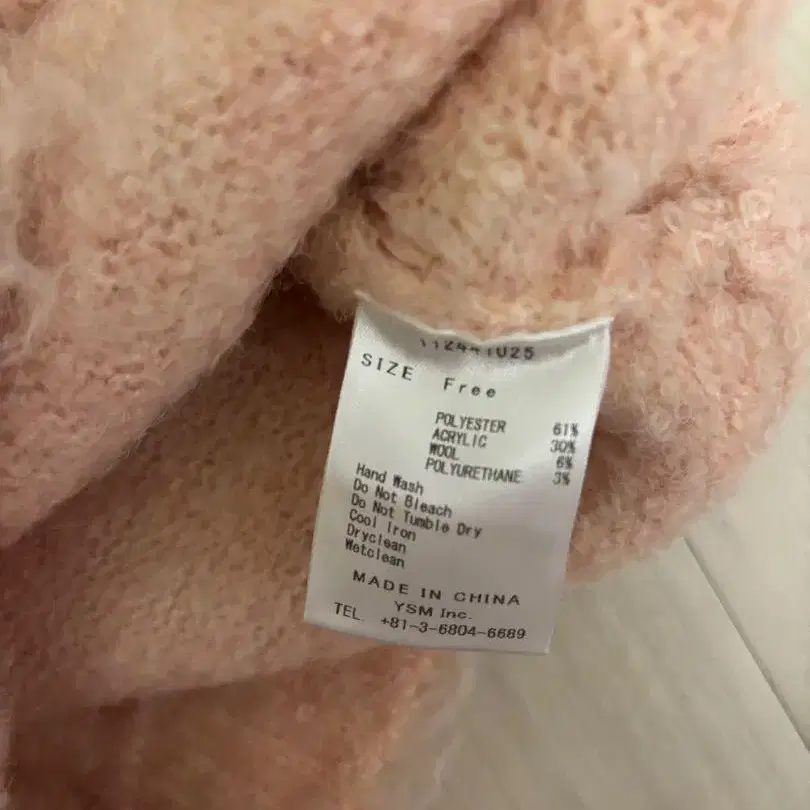 SIZE Free
POLYESTER 61%
ACRYLIC 30%
WOOL 6%
POLYURETHANE 3%
Hand Wash
Do Not Bleach
Do Not Tumble Dry
Cool Iron
Dryclean
Wetclean
MADE IN CHINA
YSM Inc.
TEL. +81-3-6804-6689